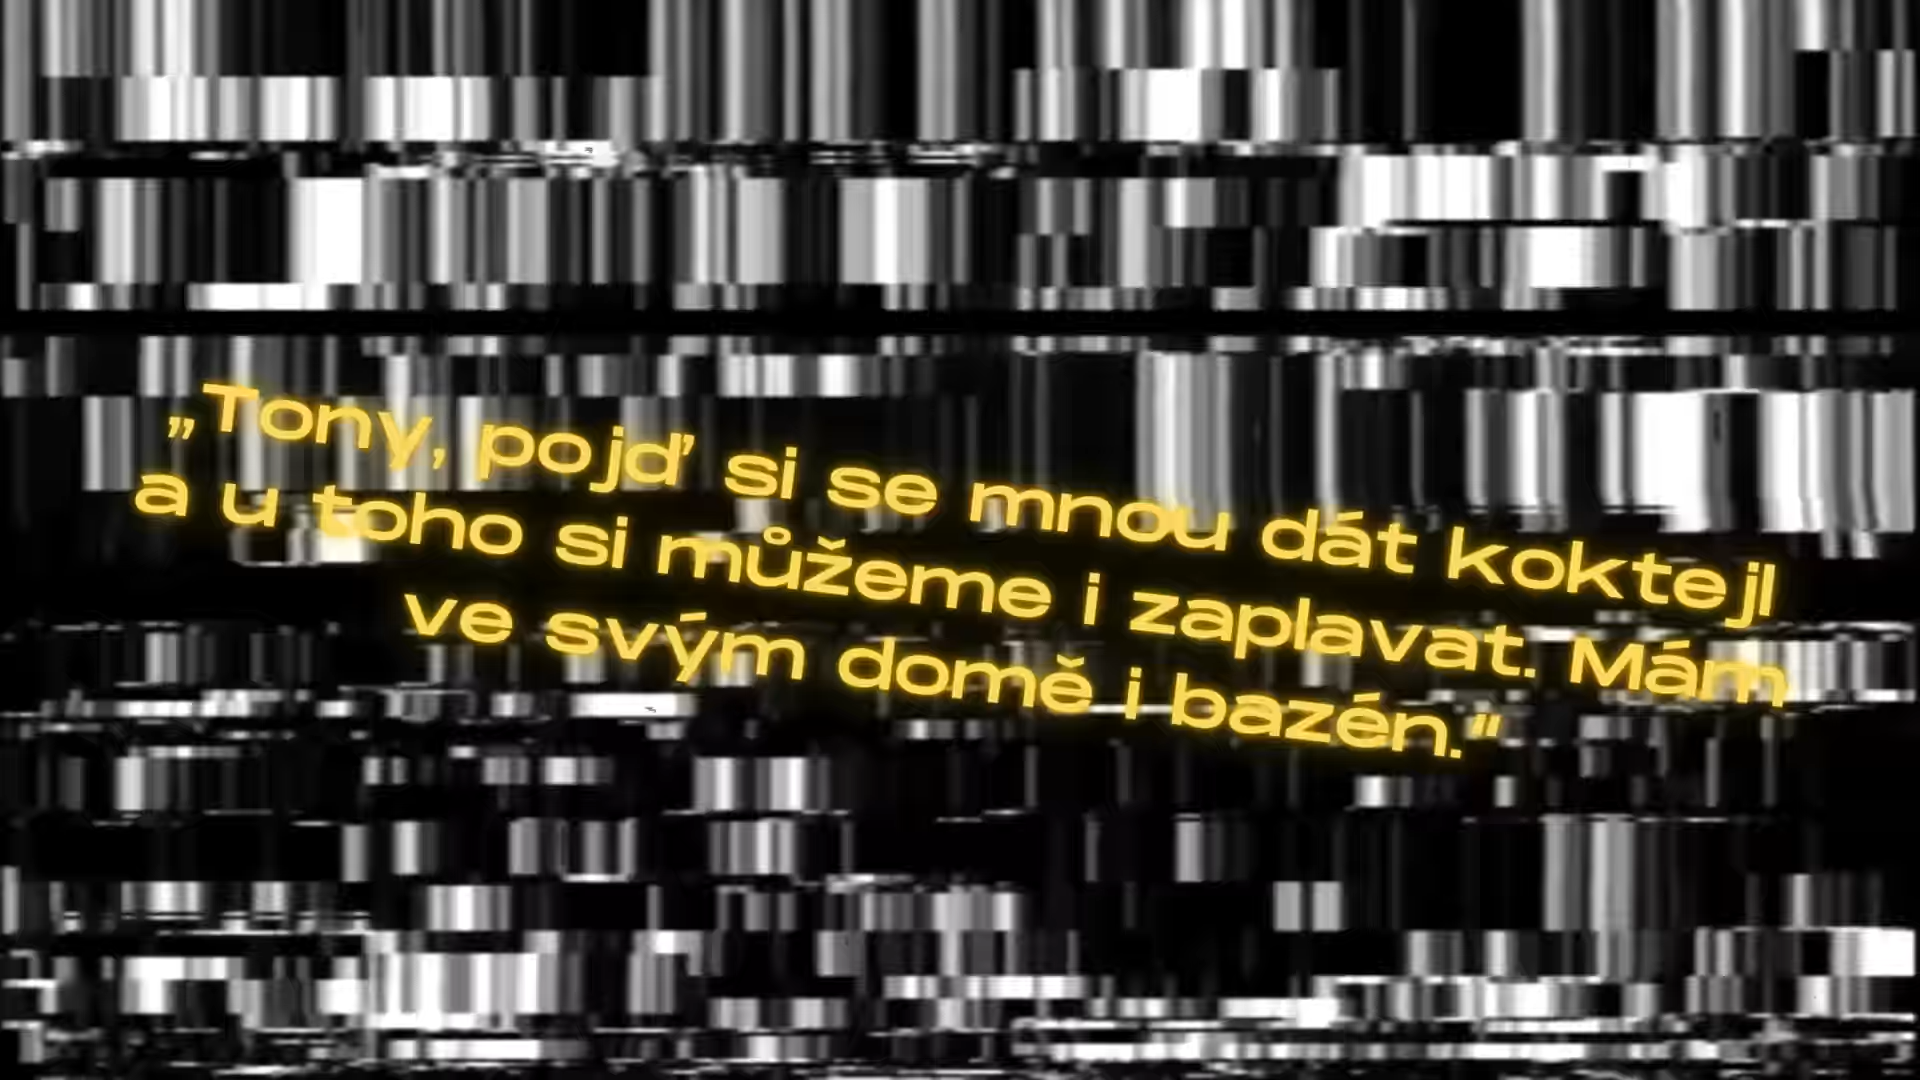 „Tony, pojď si se mnou dát koktejl
a u toho si můžeme i zaplavat. Mám
ve svým domě i bazén.“